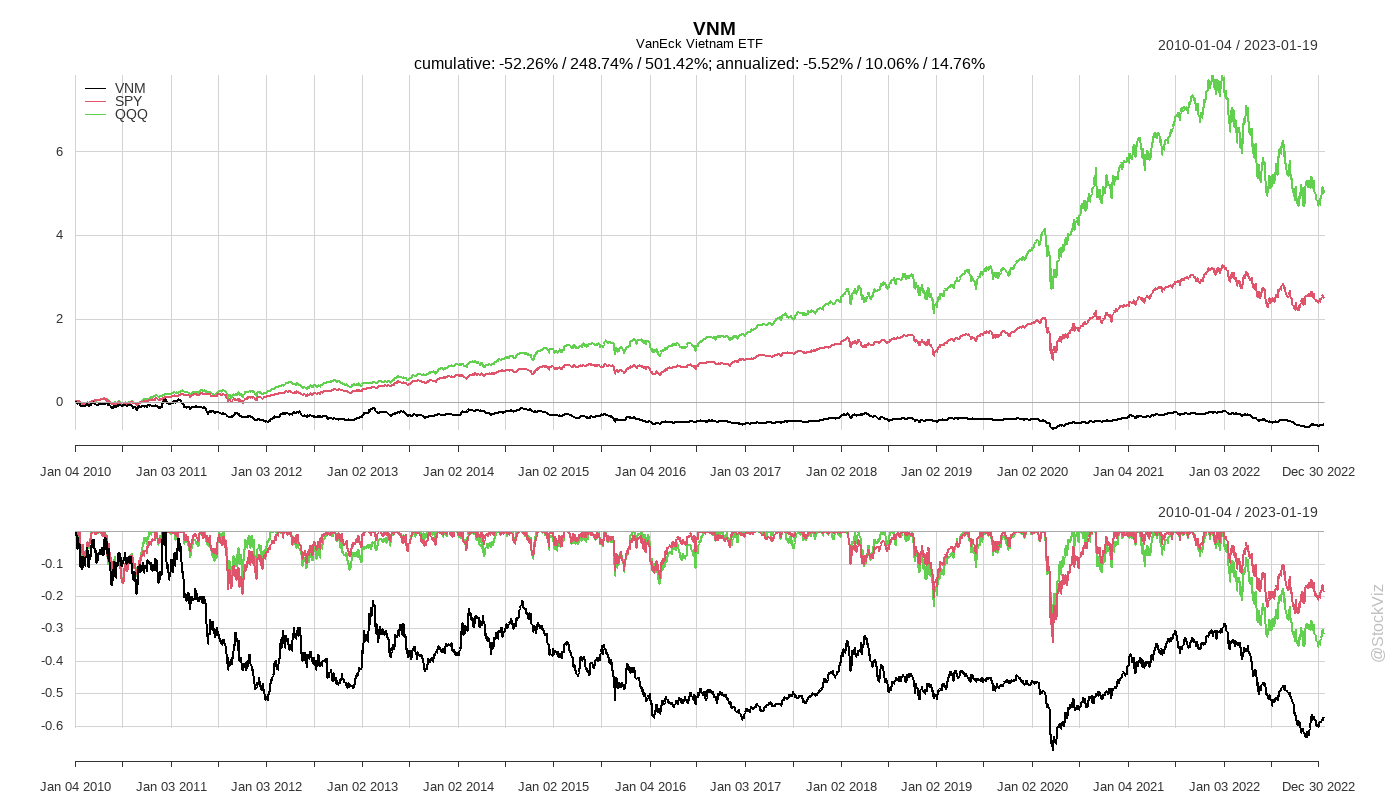 VNM
VanEck Vietnam ETF
2010-01-04 / 2023-01-19
cumulative: -52.26% / 248.74% / 501.42%; annualized: -5.52% / 10.06% / 14.76%
VNM
SPY
QQQ
6
4
2
0
Jan 04 2010 Jan 03 2011 Jan 03 2012 Jan 02 2013 Jan 02 2014 Jan 02 2015 Jan 04 2016 Jan 03 2017 Jan 02 2018 Jan 02 2019 Jan 02 2020 Jan 04 2021 Jan 03 2022 Dec 30 2022
2010-01-04 / 2023-01-19
-0.1
-0.2
-0.3
-0.4
-0.5
-0.6
@StockViz
Jan 04 2010 Jan 03 2011 Jan 03 2012 Jan 02 2013 Jan 02 2014 Jan 02 2015 Jan 04 2016 Jan 03 2017 Jan 02 2018 Jan 02 2019 Jan 02 2020 Jan 04 2021 Jan 03 2022 Dec 30 2022